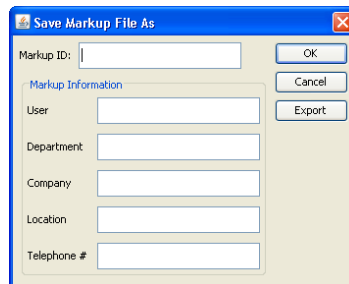 Save Markup File As
Markup ID:
OK
Markup Information
Cancel
User
Export
Department
Company
Location
Telephone #